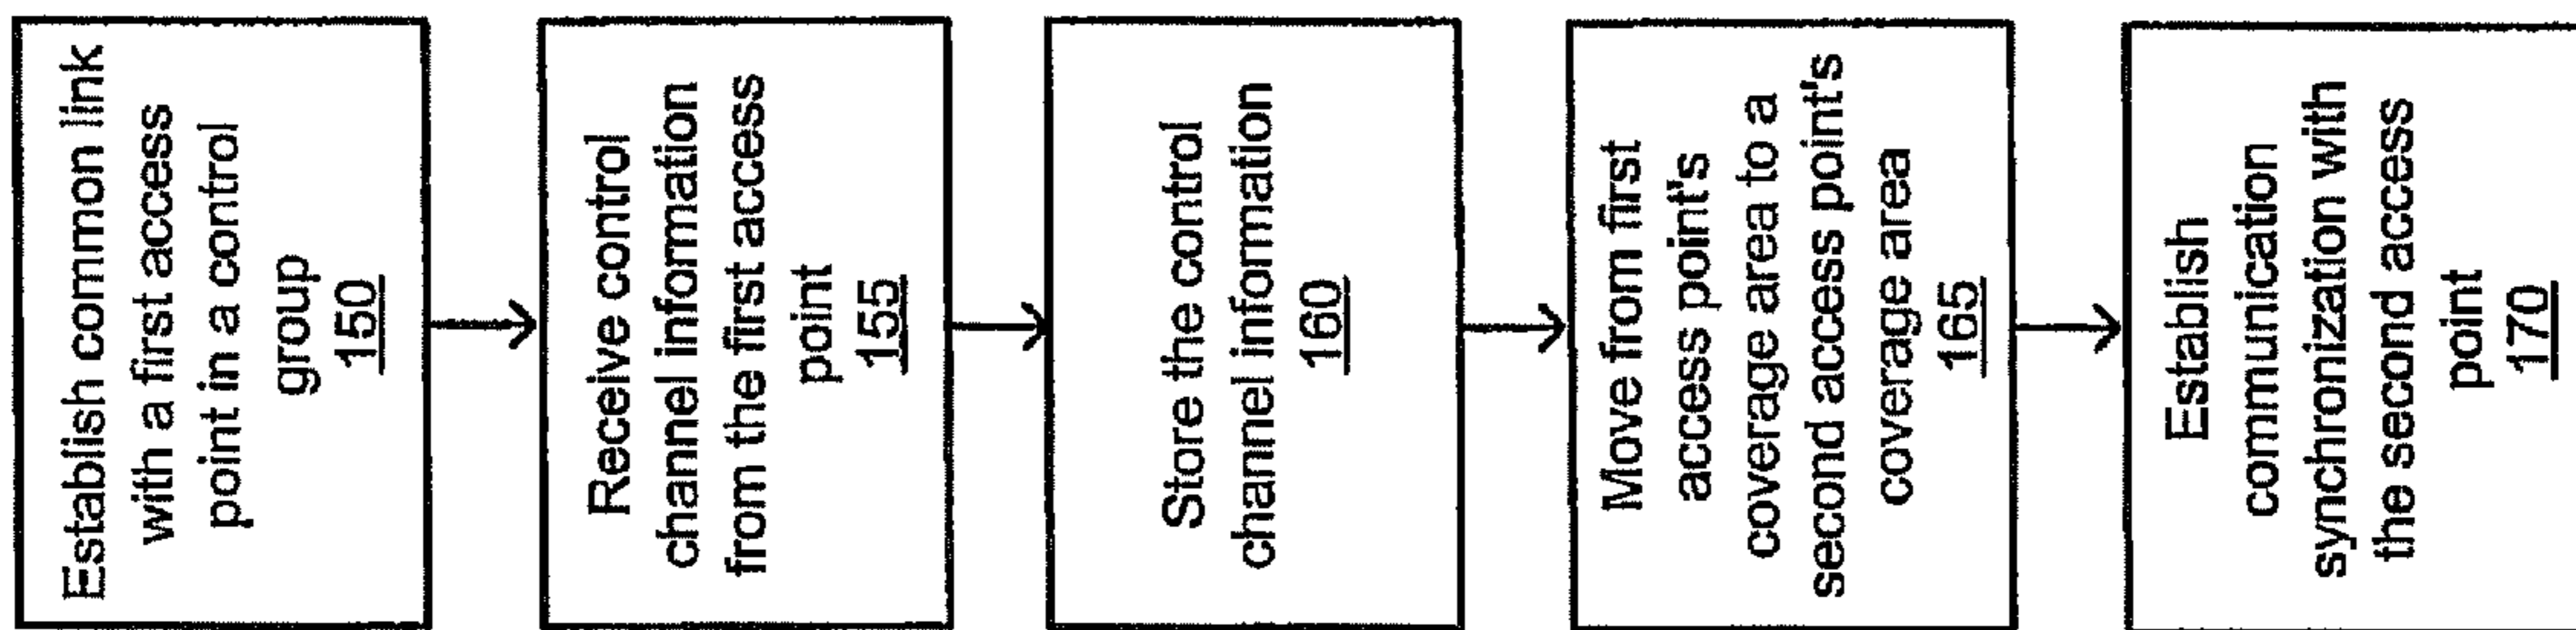 Establish common link
with a first access
point in a control
group
150
Receive control
channel information
from the first access
point
155
Store the control
channel information
160
Move from first
access point's
coverage area to a
second access point's
coverage area
165
Establish
communication
synchronization with
the second access
point
170